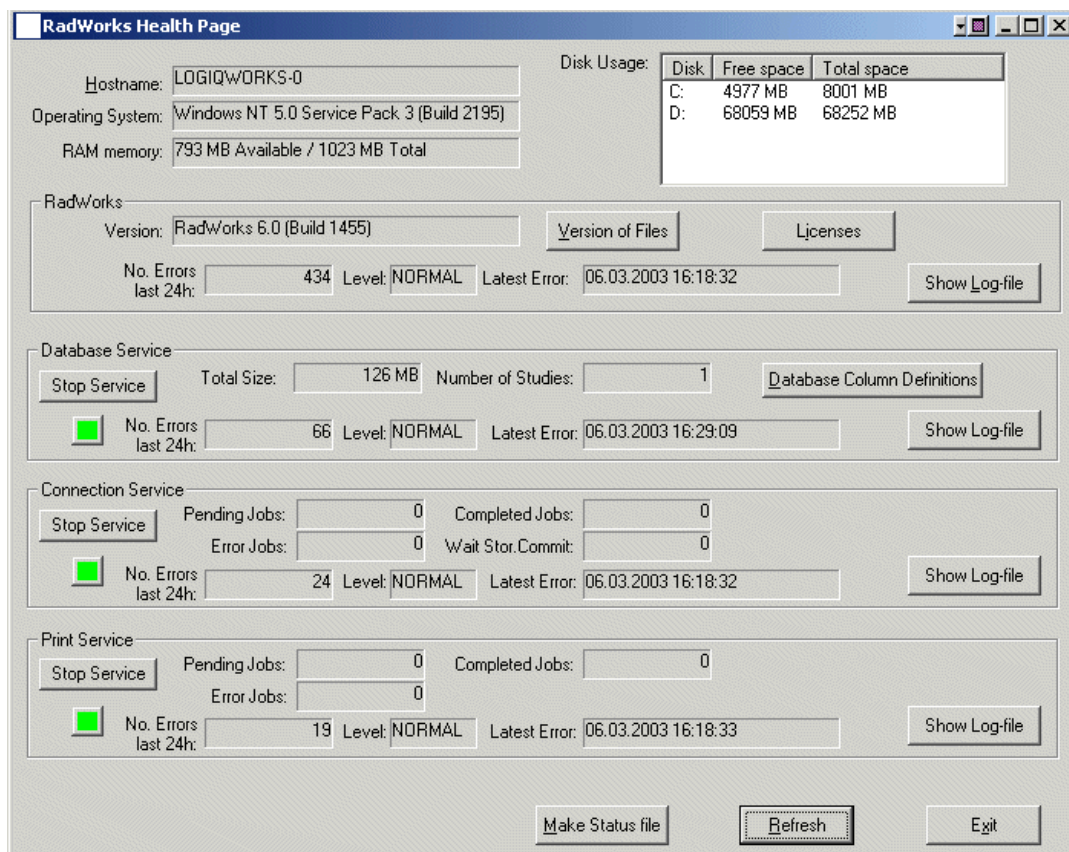 RadWorks Health Page
Hostname: LOGIQWORKS-0
Operating System: Windows NT 5.0 Service Pack 3 (Build 2195)
RAM memory: 793 MB Available / 1023 MB Total
Disk Usage:
Disk Free space Total space
C: 4977 MB 8001 MB
D: 68059 MB 68252 MB
RadWorks
Version: RadWorks 6.0 (Build 1455) Version of Files Licenses
No. Errors
last 24h: 434 Level: NORMAL Latest Error: 06.03.2003 16:18:32 Show Log-file
Database Service
Stop Service Total Size: 126 MB Number of Studies: 1 Database Column Definitions
No. Errors
last 24h: 66 Level: NORMAL Latest Error: 06.03.2003 16:29:09 Show Log-file
Connection Service
Stop Service Pending Jobs: 0 Completed Jobs: 0
Error Jobs: 0 Wait Stor.Commit: 0
No. Errors
last 24h: 24 Level: NORMAL Latest Error: 06.03.2003 16:18:32 Show Log-file
Print Service
Stop Service Pending Jobs: 0 Completed Jobs: 0
Error Jobs: 0
No. Errors
last 24h: 19 Level: NORMAL Latest Error: 06.03.2003 16:18:33 Show Log-file
Make Status file Refresh Exit